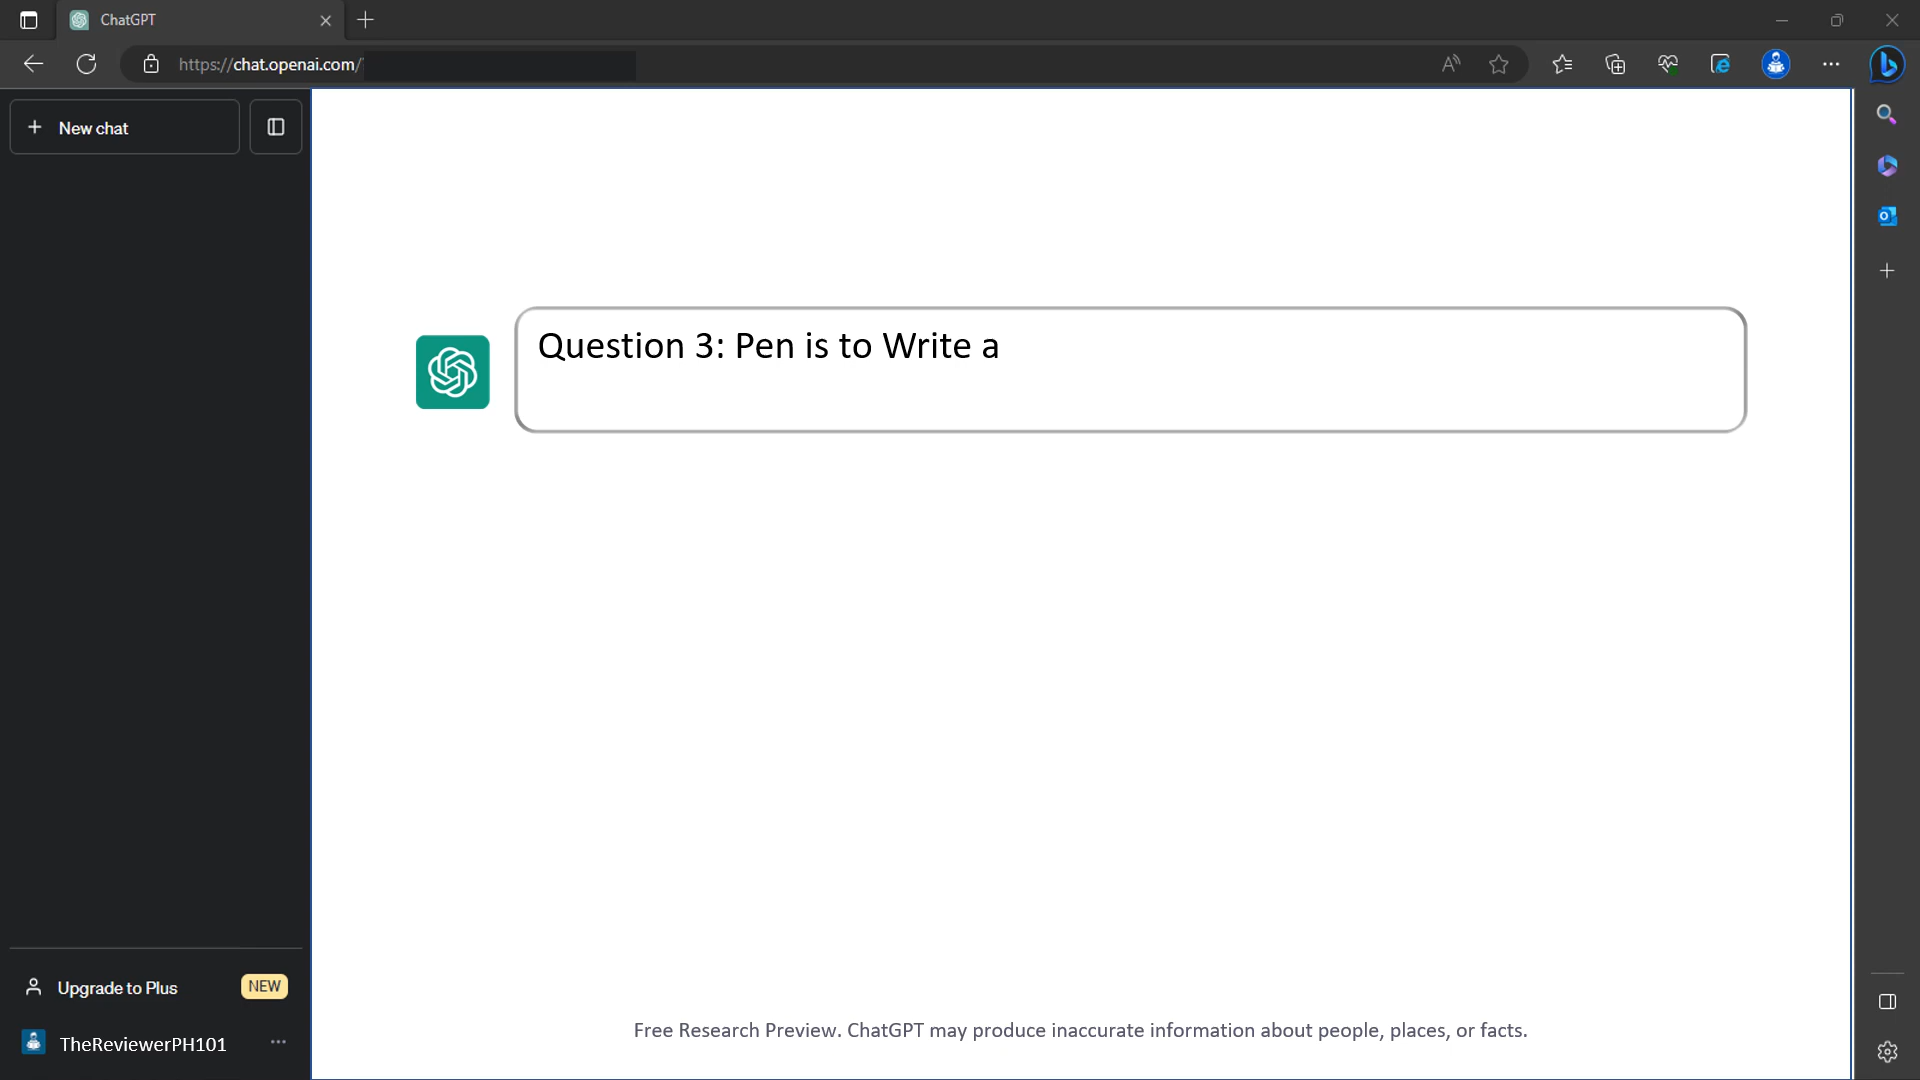 ChatGPT
https://chat.openai.com/
New chat
Question 3: Pen is to Write a
Upgrade to Plus NEW
TheReviewerPH101
Free Research Preview. ChatGPT may produce inaccurate information about people, places, or facts.